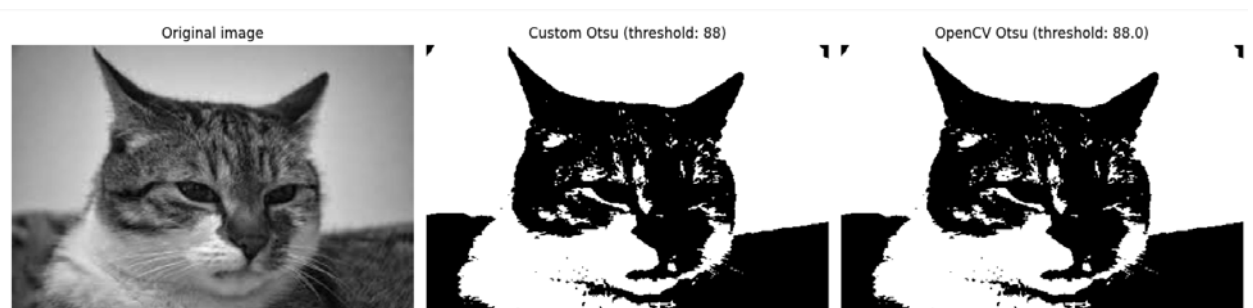 Original image
Custom Otsu (threshold: 88)
OpenCV Otsu (threshold: 88.0)